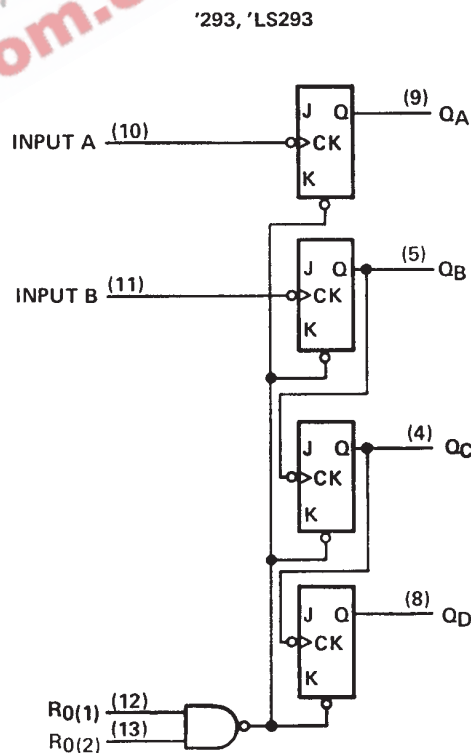 om.
'293, 'LS293
J Q (9) QA
INPUT A (10) CK
K
J Q (5) QB
INPUT B (11) CK
K
J Q (4) QC
CK
K
J Q (8) QD
CK
K
R0(1) (12)
R0(2) (13)